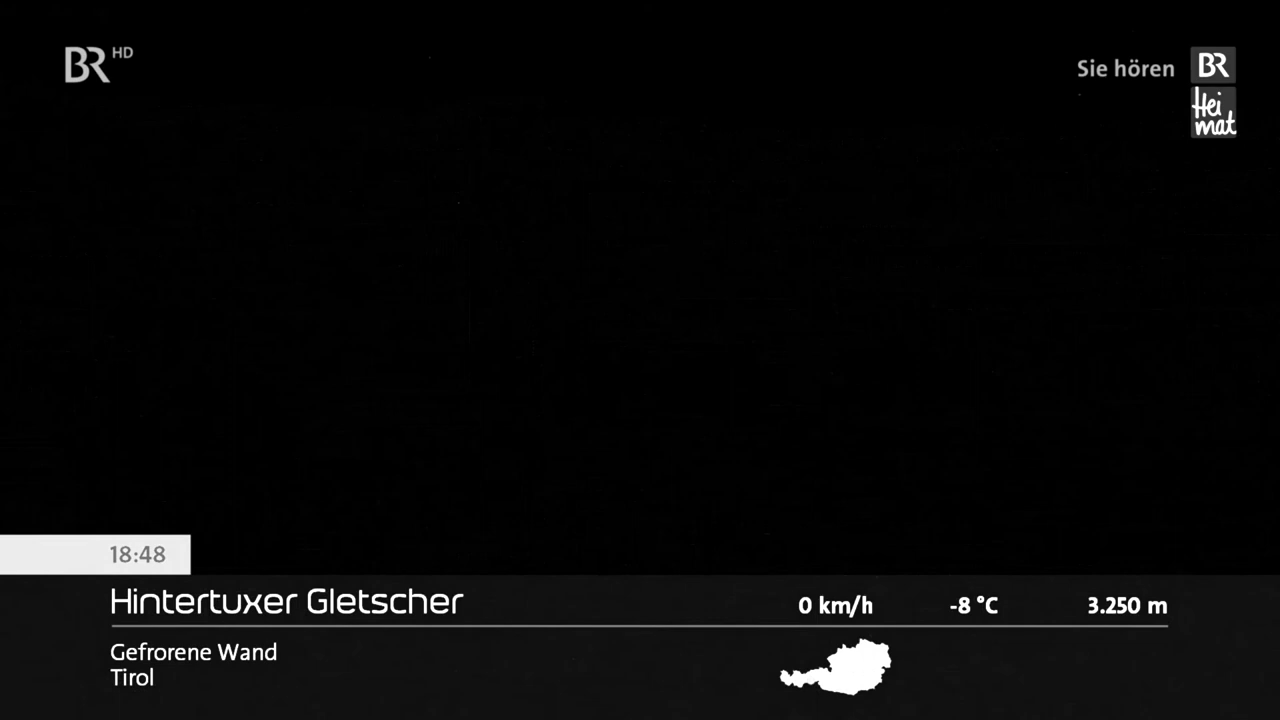 BR HD
Sie hören BR
Hei
mat
18:48
Hintertuxer Gletscher 0 km/h -8 °C 3.250 m
Gefrorene Wand
Tirol